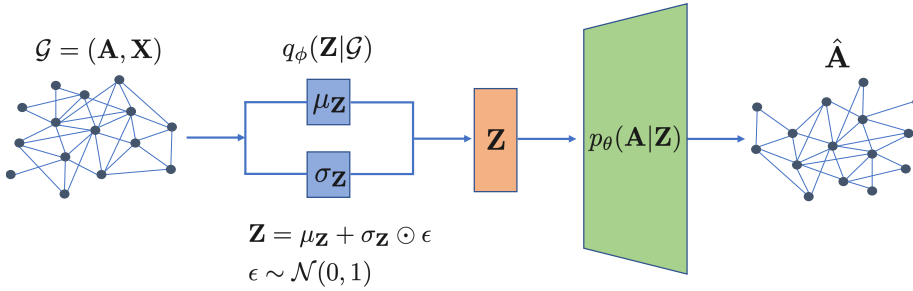 𝒢 = (𝐀, 𝐗)
q_ϕ(𝐙|𝒢)
μ_𝐙
σ_𝐙
𝐙 = μ_𝐙 + σ_𝐙 ⊙ ϵ
ϵ ∼ 𝒩(0, 1)
𝐙
p_θ(𝐀|𝐙)
𝐀̂